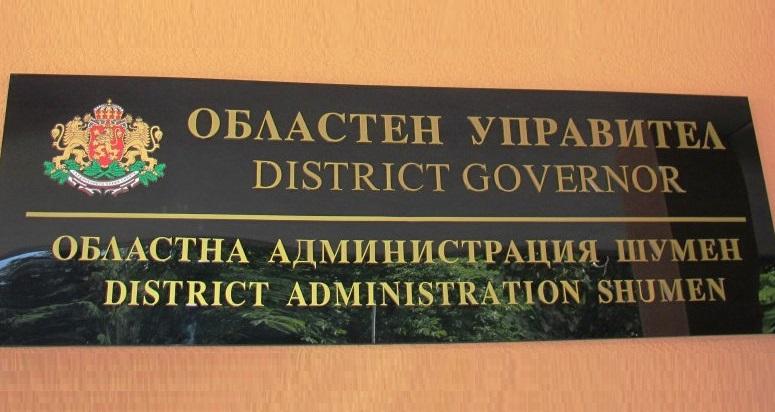 ОБЛАСТЕН УПРАВИТЕЛ
DISTRICT GOVERNOR
ОБЛАСТНА АДМИНИСТРАЦИЯ ШУМЕН
DISTRICT ADMINISTRATION SHUMEN